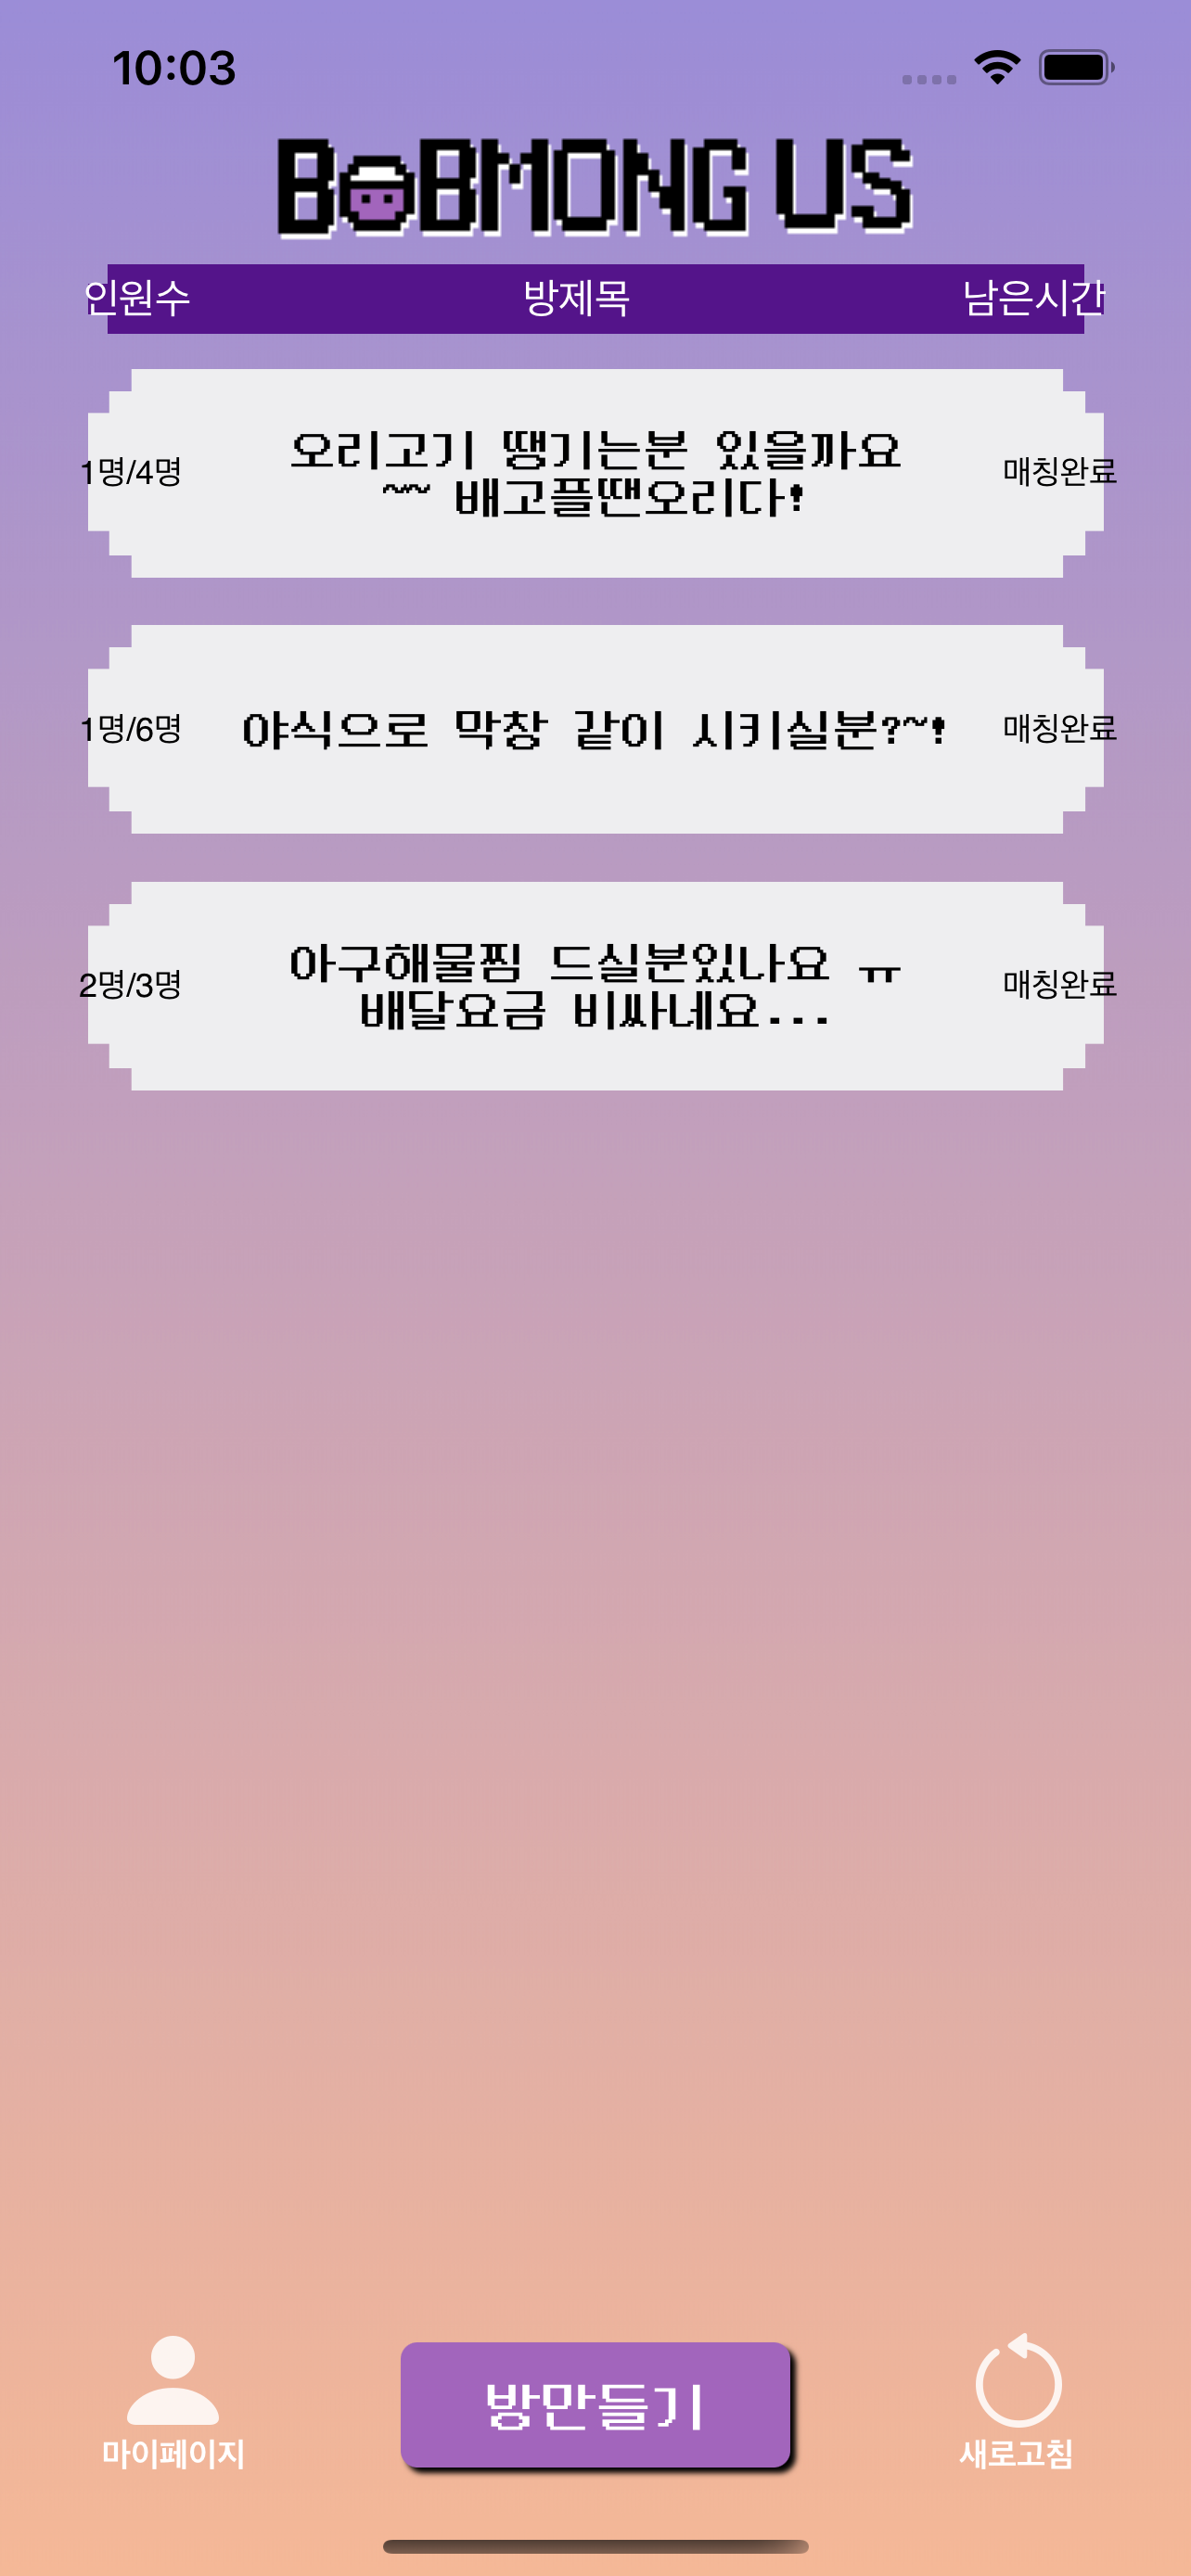 10:03
BOBMONG US
인원수 방제목 남은시간
1명/4명 오리고기 땡기는분 있을까요 매칭완료
~~ 배고플땐오리다!
1명/6명 야식으로 막창 같이 시키실분?~! 매칭완료
2명/3명 아구해물찜 드실분있나요 ㅠ 매칭완료
배달요금 비싸네요...
방만들기
마이페이지 새로고침